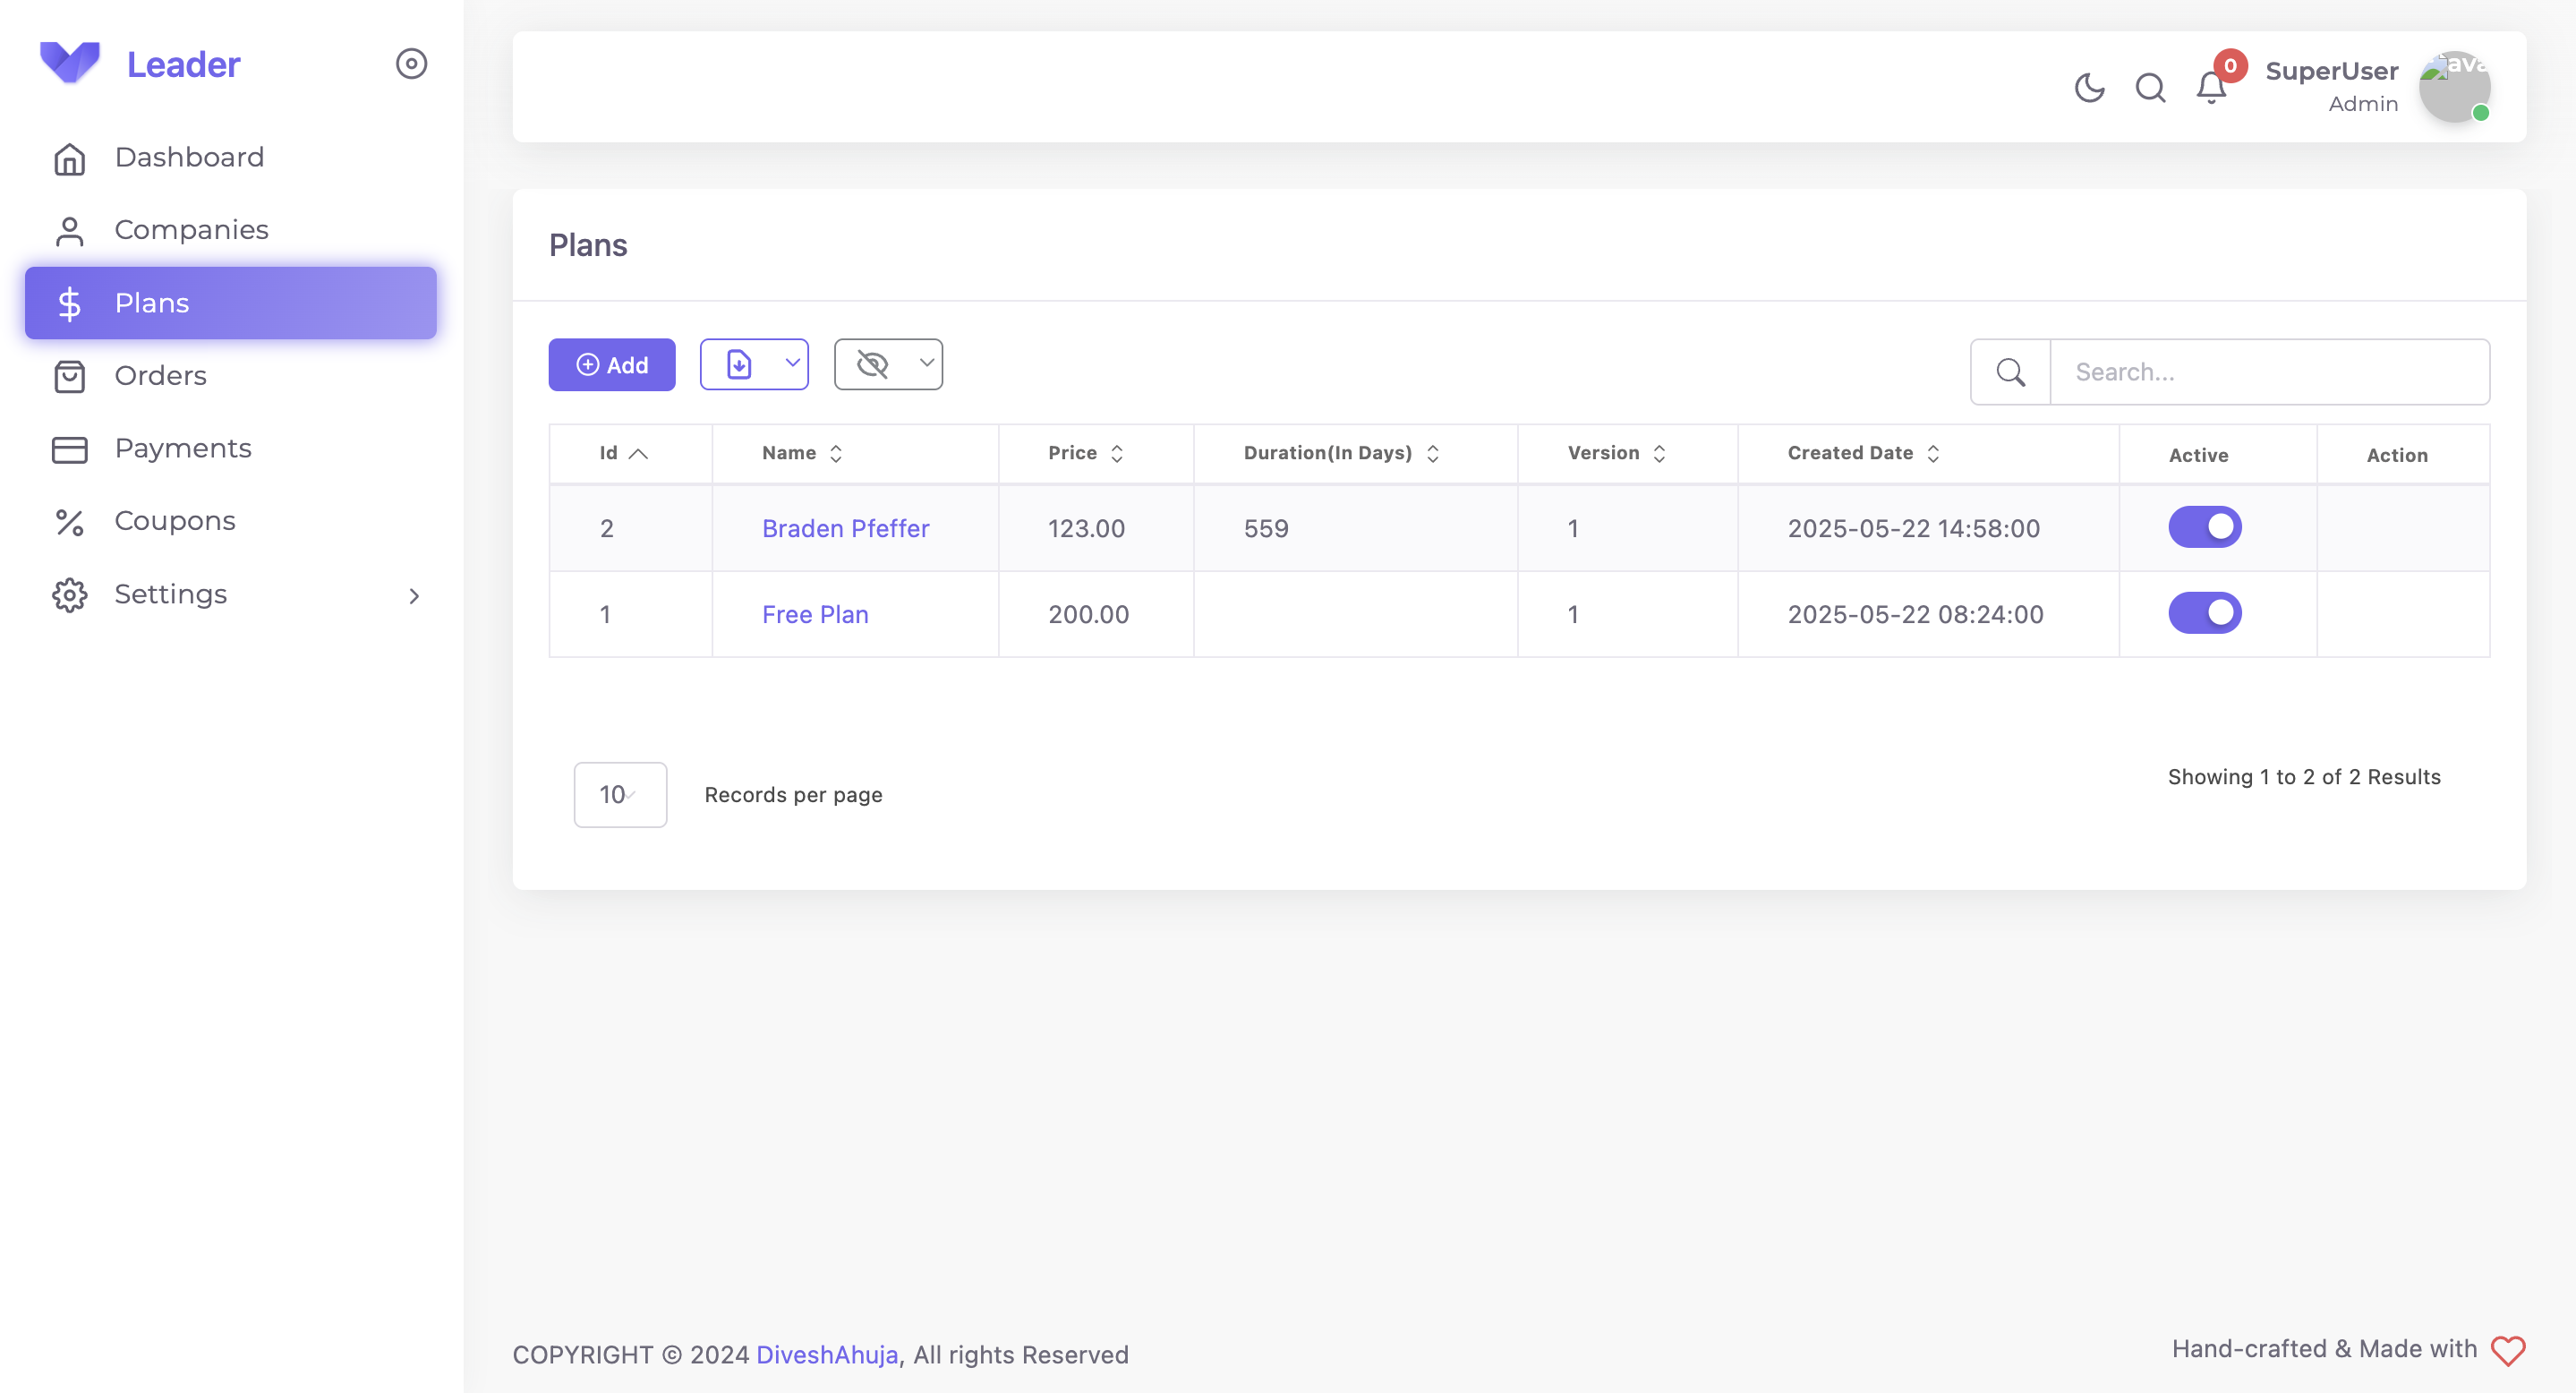 Leader
Dashboard
Companies
Plans
Orders
Payments
Coupons
Settings
0
SuperUser
Admin
Plans
Add
Search...
Id Name Price Duration(In Days) Version Created Date Active Action
2 Braden Pfeffer 123.00 559 1 2025-05-22 14:58:00
1 Free Plan 200.00 1 2025-05-22 08:24:00
10 Records per page
Showing 1 to 2 of 2 Results
COPYRIGHT © 2024 DiveshAhuja, All rights Reserved
Hand-crafted & Made with